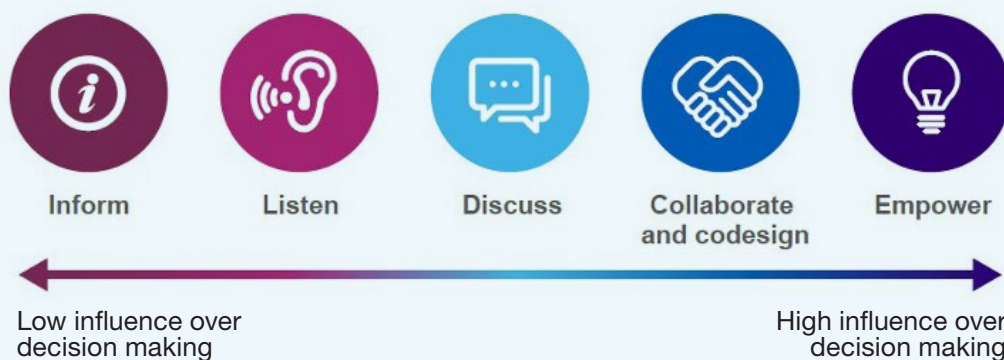 Inform
Listen
Discuss
Collaborate
and codesign
Empower
Low influence over
decision making
High influence over
decision making